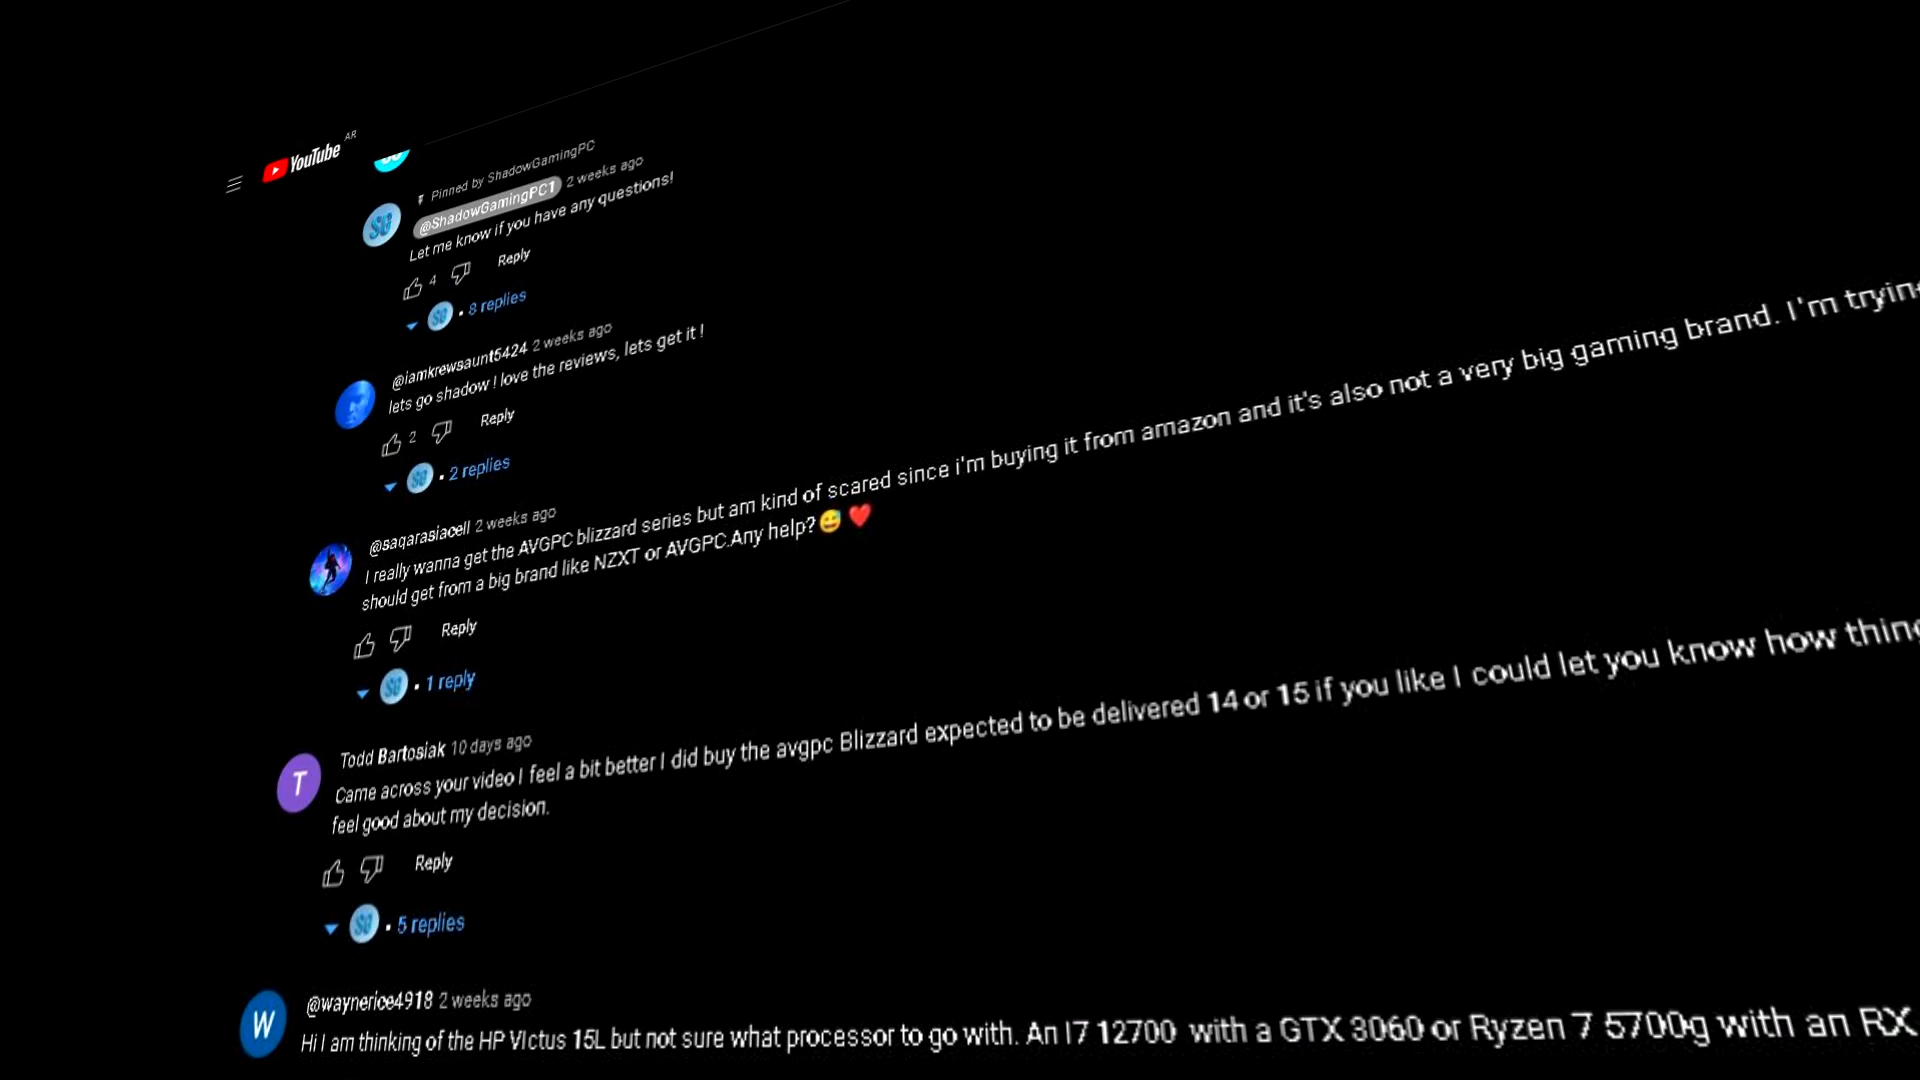 YouTube AR
Pinned by ShadowGamingPC
@ShadowGamingPC1 2 weeks ago
Let me know if you have any questions!
4 Reply
SG • 8 replies
@iamkrewsaunt5424 2 weeks ago
lets go shadow ! love the reviews, lets get it !
2 Reply
SG • 2 replies
@saqarasiacell 2 weeks ago
I really wanna get the AVGPC blizzard series but am kind of scared since i'm buying it from amazon and it's also not a very big gaming brand. I'm
should get from a big brand like NZXT or AVGPC.Any help?😅 ❤️
Reply
SG • 1 reply
T
Todd Bartosiak 10 days ago
Came across your video I feel a bit better I did buy the avgpc Blizzard expected to be delivered 14 or 15 if you like I could let you know how
feel good about my decision.
Reply
SG • 5 replies
W
@waynerice4918 2 weeks ago
Hi I am thinking of the HP VIctus 15L but not sure what processor to go with. An I7 12700 with a GTX 3060 or Ryzen 7 5700g with an RX